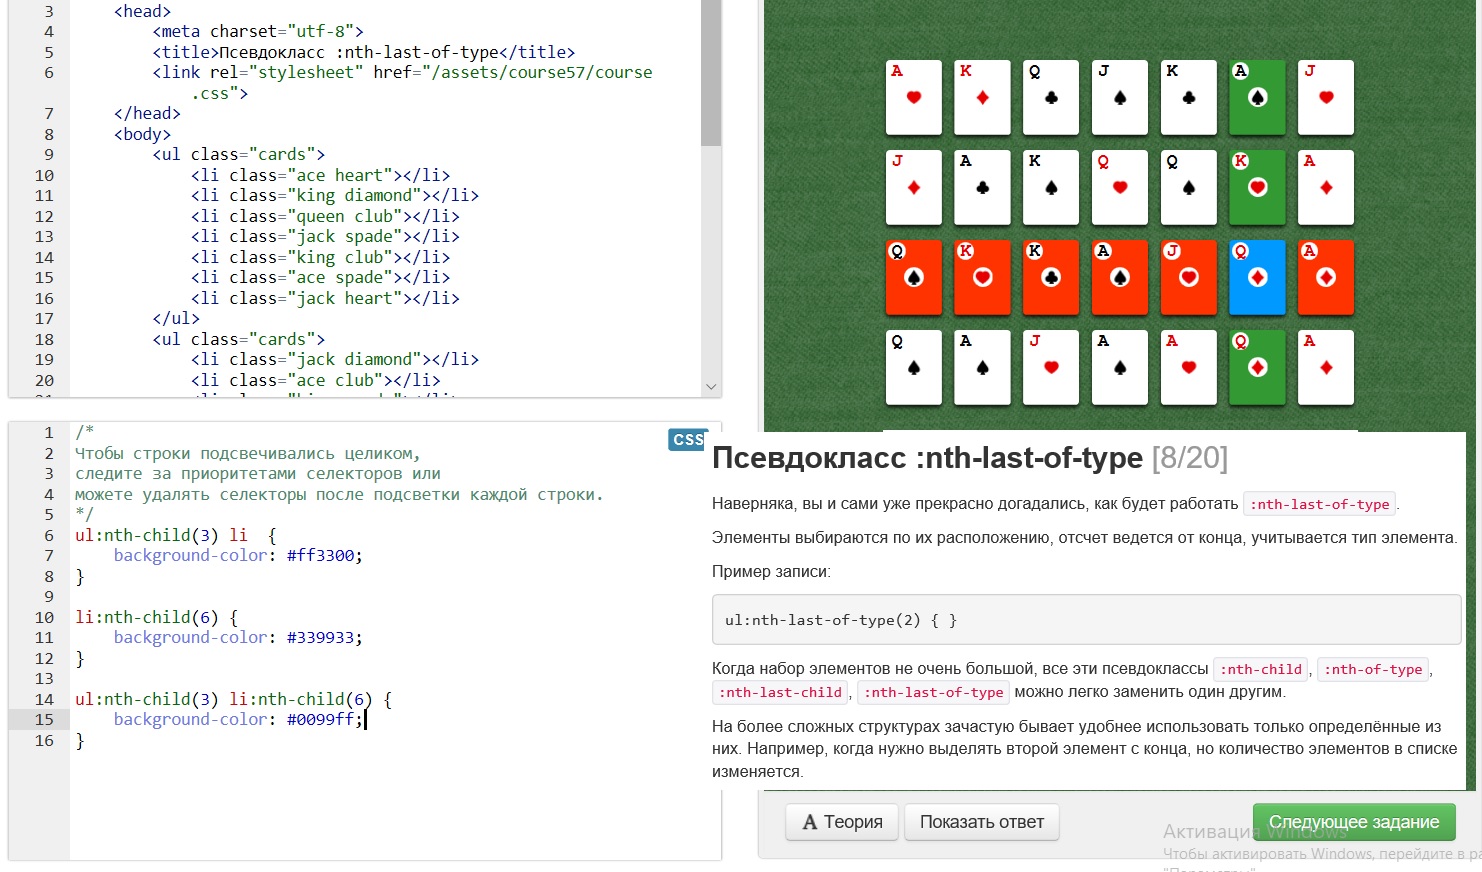 3 <head>
4 <meta charset="utf-8">
5 <title>Псевдокласс :nth-last-of-type</title>
6 <link rel="stylesheet" href="/assets/course57/course
.css">
7 </head>
8 <body>
9 <ul class="cards">
10 <li class="ace heart"></li>
11 <li class="king diamond"></li>
12 <li class="queen club"></li>
13 <li class="jack spade"></li>
14 <li class="king club"></li>
15 <li class="ace spade"></li>
16 <li class="jack heart"></li>
17 </ul>
18 <ul class="cards">
19 <li class="jack diamond"></li>
20 <li class="ace club"></li>
A K Q J K A J
J A K Q Q K A
Q K K A J Q A
Q A J A A Q A
CSS
1 /*
2 Чтобы строки подсвечивались целиком,
3 следите за приоритетами селекторов или
4 можете удалять селекторы после подсветки каждой строки.
5 */
6 ul:nth-child(3) li {
7 background-color: #ff3300;
8 }
9
10 li:nth-child(6) {
11 background-color: #339933;
12 }
13
14 ul:nth-child(3) li:nth-child(6) {
15 background-color: #0099ff;
16 }
Псевдокласс :nth-last-of-type [8/20]
Наверняка, вы и сами уже прекрасно догадались, как будет работать :nth-last-of-type.
Элементы выбираются по их расположению, отсчет ведется от конца, учитывается тип элемента.
Пример записи:
ul:nth-last-of-type(2) { }
Когда набор элементов не очень большой, все эти псевдоклассы :nth-child, :nth-of-type,
:nth-last-child, :nth-last-of-type можно легко заменить один другим.
На более сложных структурах зачастую бывает удобнее использовать только определённые из
них. Например, когда нужно выделять второй элемент с конца, но количество элементов в списке
изменяется.
A Теория
Показать ответ
Следующее задание
Активация Windows
Чтобы активировать Windows, перейдите в